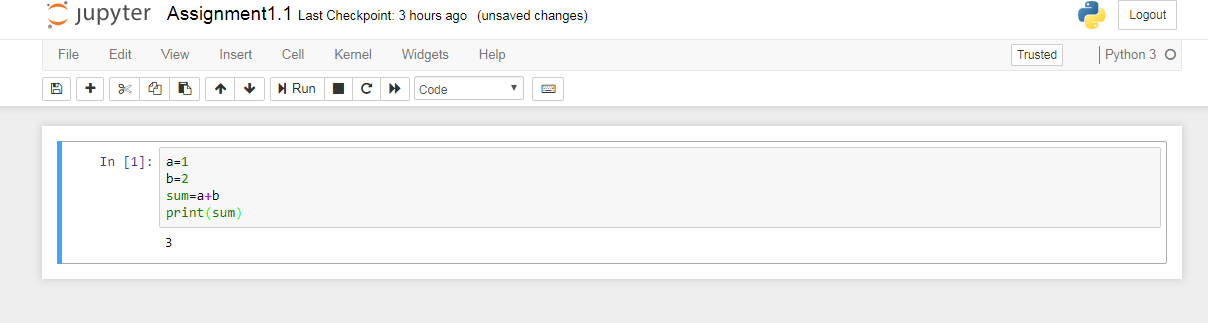 jupyter Assignment1.1 Last Checkpoint: 3 hours ago (unsaved changes) Logout
File Edit View Insert Cell Kernel Widgets Help Trusted Python 3
Run Code
In [1]: a=1
b=2
sum=a+b
print(sum)
3